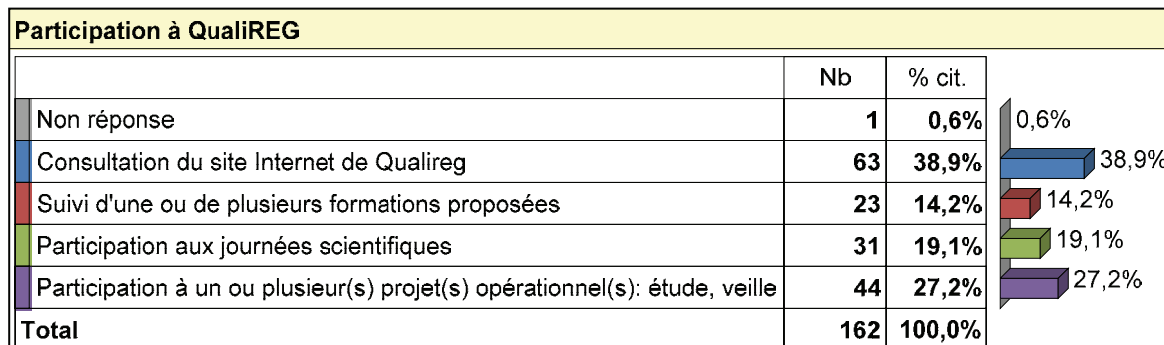 Participation à QualiREG
Nb % cit.
Non réponse 1 0,6% 0,6%
Consultation du site Internet de Qualireg 63 38,9% 38,9%
Suivi d'une ou de plusieurs formations proposées 23 14,2% 14,2%
Participation aux journées scientifiques 31 19,1% 19,1%
Participation à un ou plusieur(s) projet(s) opérationnel(s): étude, veille 44 27,2% 27,2%
Total 162 100,0%